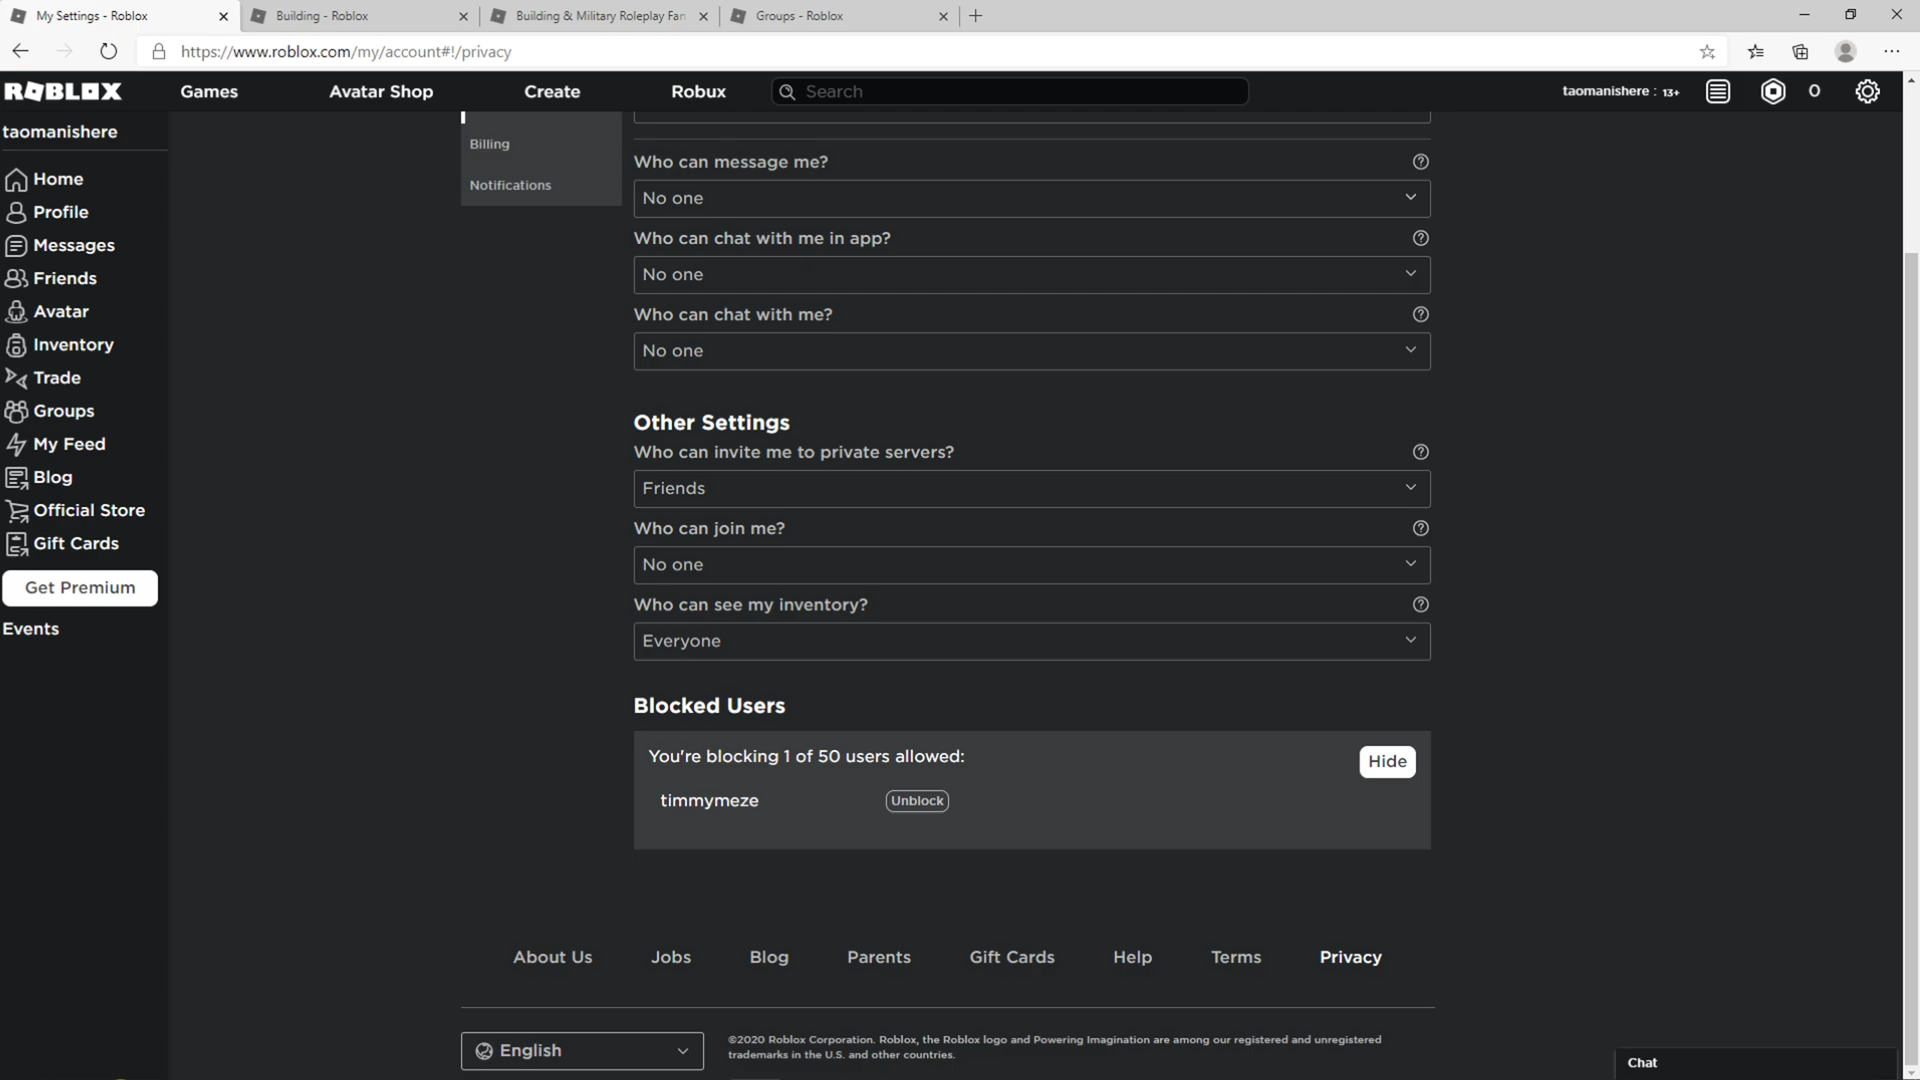 My Settings - Roblox
Building - Roblox
Building & Military Roleplay Fan
Groups - Roblox
https://www.roblox.com/my/account#!/privacy
ROBLOX
Games
Avatar Shop
Create
Robux
Search
taomanishere : 13+
0
taomanishere
Home
Profile
Messages
Friends
Avatar
Inventory
Trade
Groups
My Feed
Blog
Official Store
Gift Cards
Get Premium
Events
Billing
Notifications
Who can message me?
No one
Who can chat with me in app?
No one
Who can chat with me?
No one
Other Settings
Who can invite me to private servers?
Friends
Who can join me?
No one
Who can see my inventory?
Everyone
Blocked Users
You're blocking 1 of 50 users allowed:
Hide
timmymeze
Unblock
About Us
Jobs
Blog
Parents
Gift Cards
Help
Terms
Privacy
English
©2020 Roblox Corporation. Roblox, the Roblox logo and Powering Imagination are among our registered and unregistered
trademarks in the U.S. and other countries.
Chat